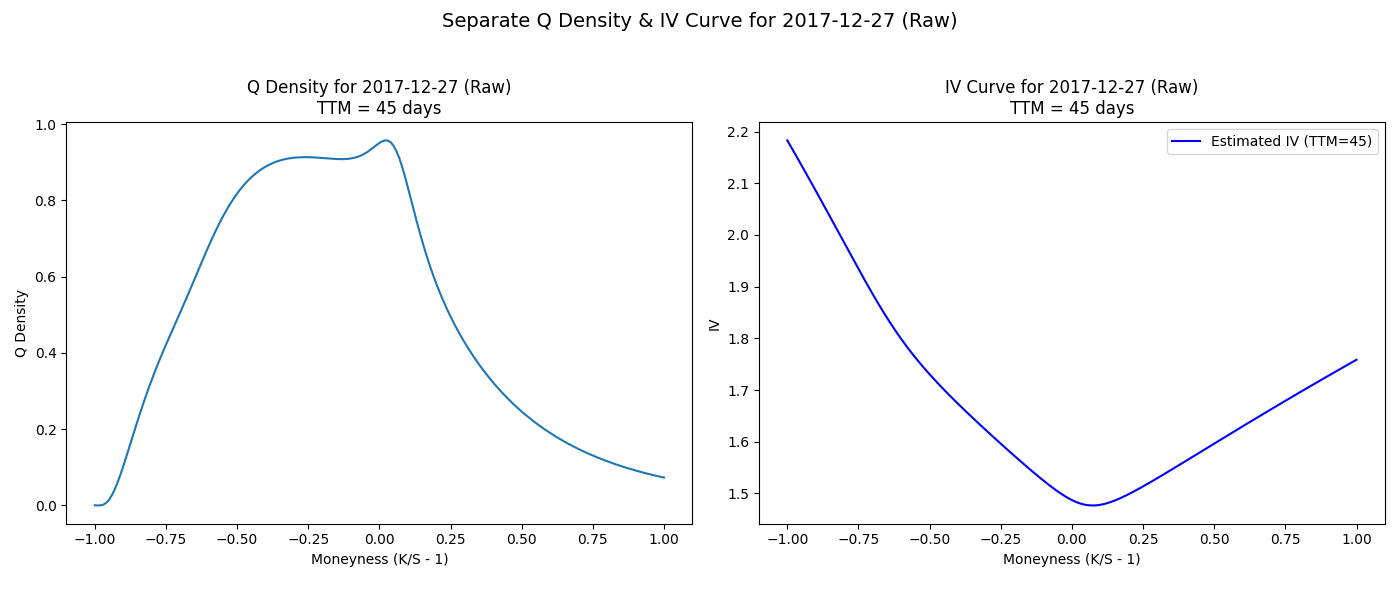 Separate Q Density & IV Curve for 2017-12-27 (Raw)
Q Density for 2017-12-27 (Raw)
TTM = 45 days
1.0
0.8
0.6
0.4
0.2
0.0
Q Density
−1.00 −0.75 −0.50 −0.25 0.00 0.25 0.50 0.75 1.00
Moneyness (K/S - 1)
IV Curve for 2017-12-27 (Raw)
TTM = 45 days
Estimated IV (TTM=45)
2.2
2.1
2.0
1.9
1.8
1.7
1.6
1.5
IV
−1.00 −0.75 −0.50 −0.25 0.00 0.25 0.50 0.75 1.00
Moneyness (K/S - 1)